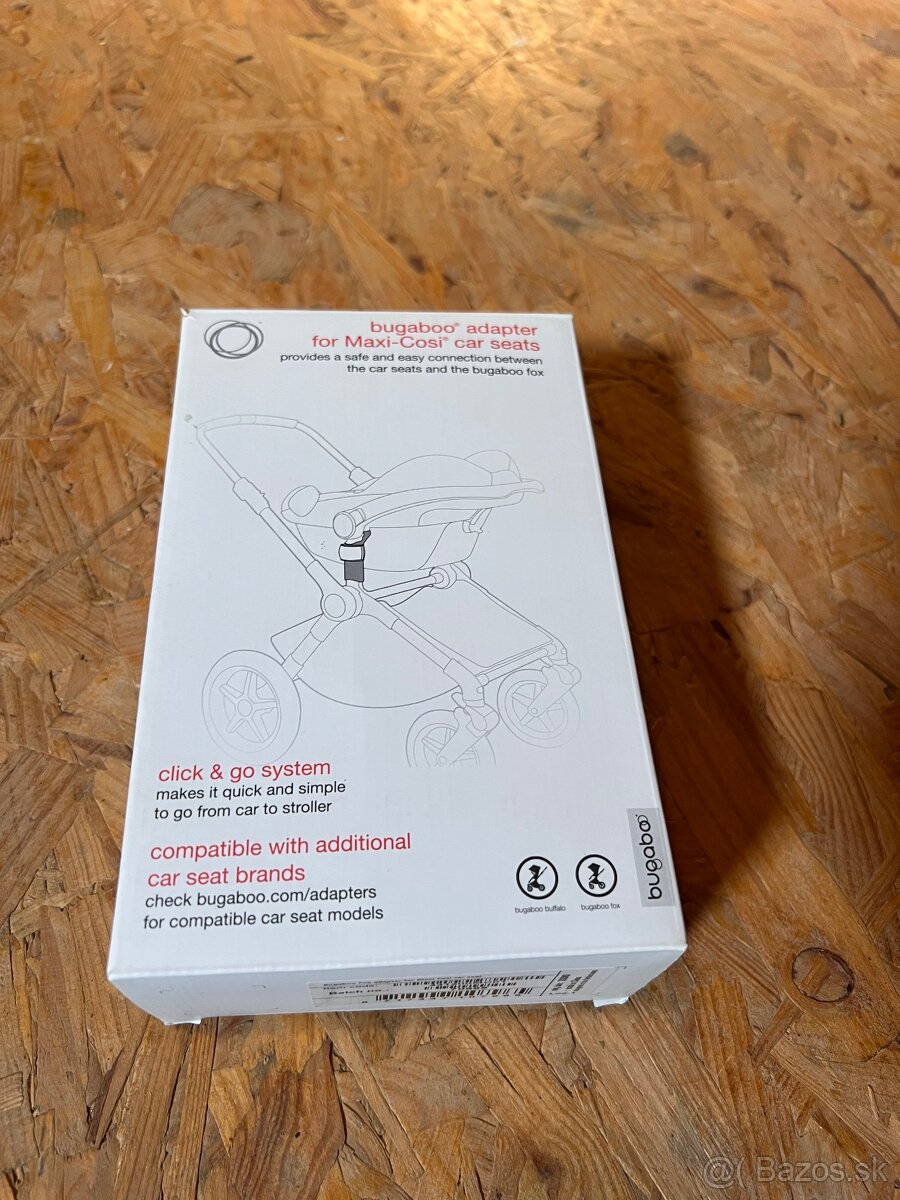 bugaboo® adapter
for Maxi-Cosi® car seats
provides a safe and easy connection between
the car seats and the bugaboo fox
click & go system
makes it quick and simple
to go from car to stroller
compatible with additional
car seat brands
check bugaboo.com/adapters
for compatible car seat models
bugaboo buffalo
bugaboo fox
bugaboo
Batch no
@( Bazos.sk